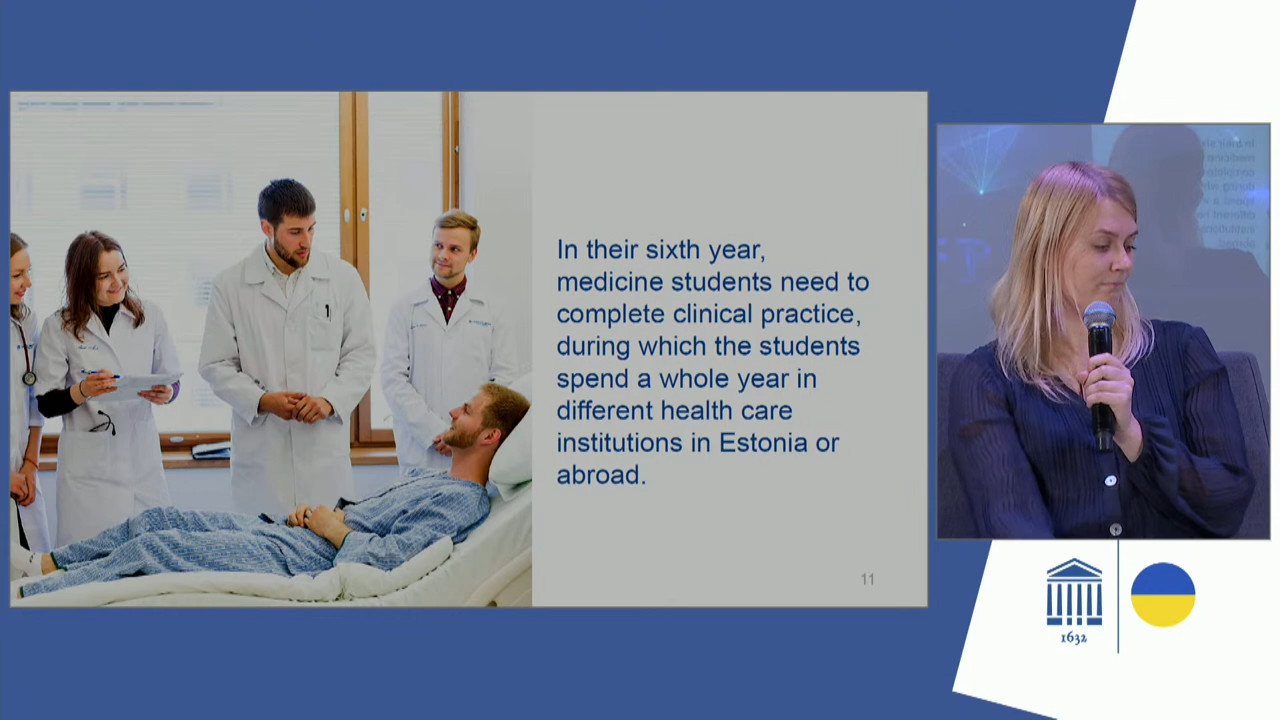 In their sixth year,
medicine students need to
complete clinical practice,
during which the students
spend a whole year in
different health care
institutions in Estonia or
abroad.
11
1632